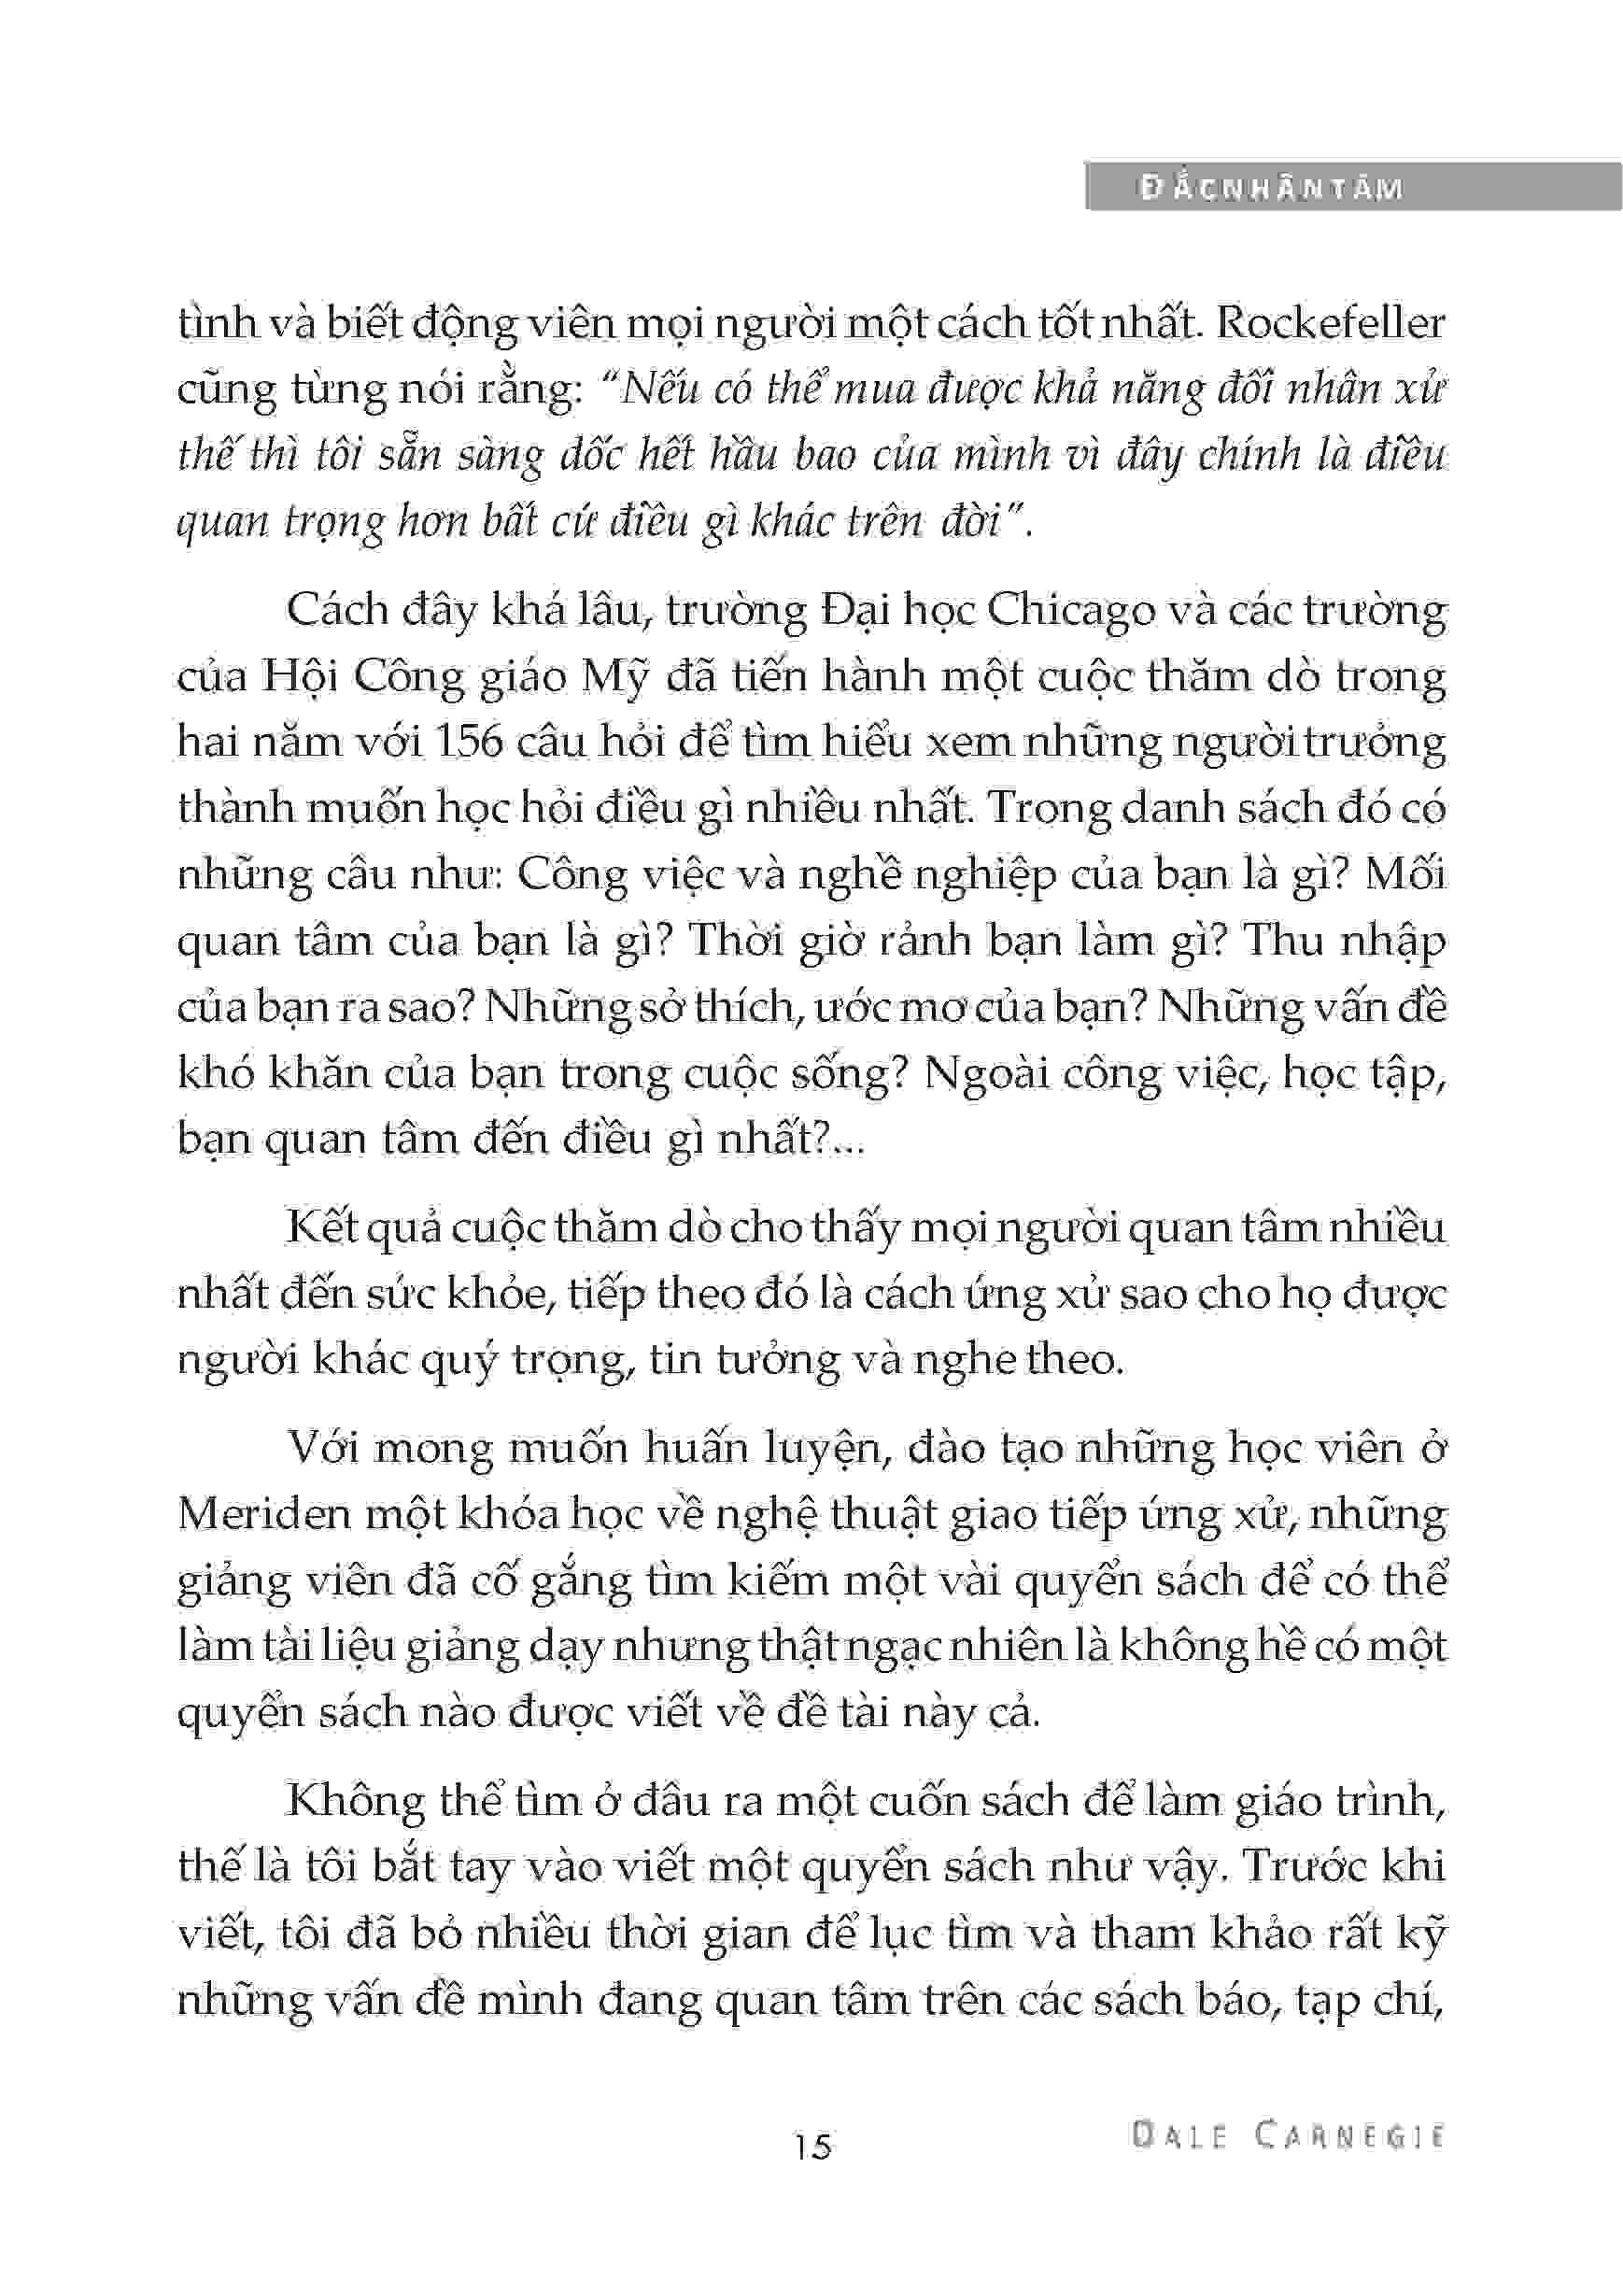 ĐẮCNHÂNTÂM
tình và biết động viên mọi người một cách tốt nhất. Rockefeller
cũng từng nói rằng: “Nếu có thể mua được khả năng đối nhân xử
thế thì tôi sẵn sàng dốc hết hầu bao của mình vì đây chính là điều
quan trọng hơn bất cứ điều gì khác trên đời”.
Cách đây khá lâu, trường Đại học Chicago và các trường
của Hội Công giáo Mỹ đã tiến hành một cuộc thăm dò trong
hai năm với 156 câu hỏi để tìm hiểu xem những người trưởng
thành muốn học hỏi điều gì nhiều nhất. Trong danh sách đó có
những câu như: Công việc và nghề nghiệp của bạn là gì? Mối
quan tâm của bạn là gì? Thời giờ rảnh bạn làm gì? Thu nhập
của bạn ra sao? Những sở thích, ước mơ của bạn? Những vấn đề
khó khăn của bạn trong cuộc sống? Ngoài công việc, học tập,
bạn quan tâm đến điều gì nhất?...
Kết quả cuộc thăm dò cho thấy mọi người quan tâm nhiều
nhất đến sức khỏe, tiếp theo đó là cách ứng xử sao cho họ được
người khác quý trọng, tin tưởng và nghe theo.
Với mong muốn huấn luyện, đào tạo những học viên ở
Meriden một khóa học về nghệ thuật giao tiếp ứng xử, những
giảng viên đã cố gắng tìm kiếm một vài quyển sách để có thể
làm tài liệu giảng dạy nhưng thật ngạc nhiên là không hề có một
quyển sách nào được viết về đề tài này cả.
Không thể tìm ở đâu ra một cuốn sách để làm giáo trình,
thế là tôi bắt tay vào viết một quyển sách như vậy. Trước khi
viết, tôi đã bỏ nhiều thời gian để lục tìm và tham khảo rất kỹ
những vấn đề mình đang quan tâm trên các sách báo, tạp chí,
15
DALE CARNEGIE